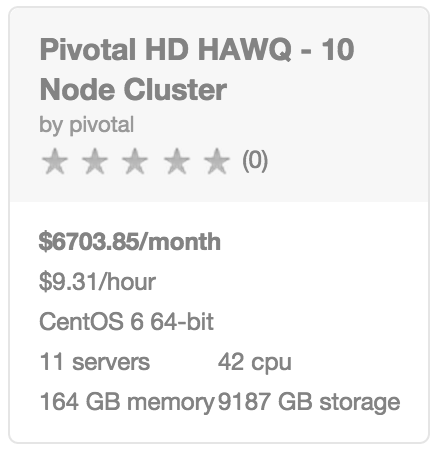 Pivotal HD HAWQ - 10
Node Cluster
by pivotal
(0)
$6703.85/month
$9.31/hour
CentOS 6 64-bit
11 servers 42 cpu
164 GB memory 9187 GB storage